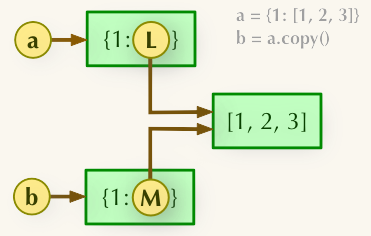 a = {1: [1, 2, 3]}
b = a.copy()
a
{1: L }
[1, 2, 3]
b
{1: M }